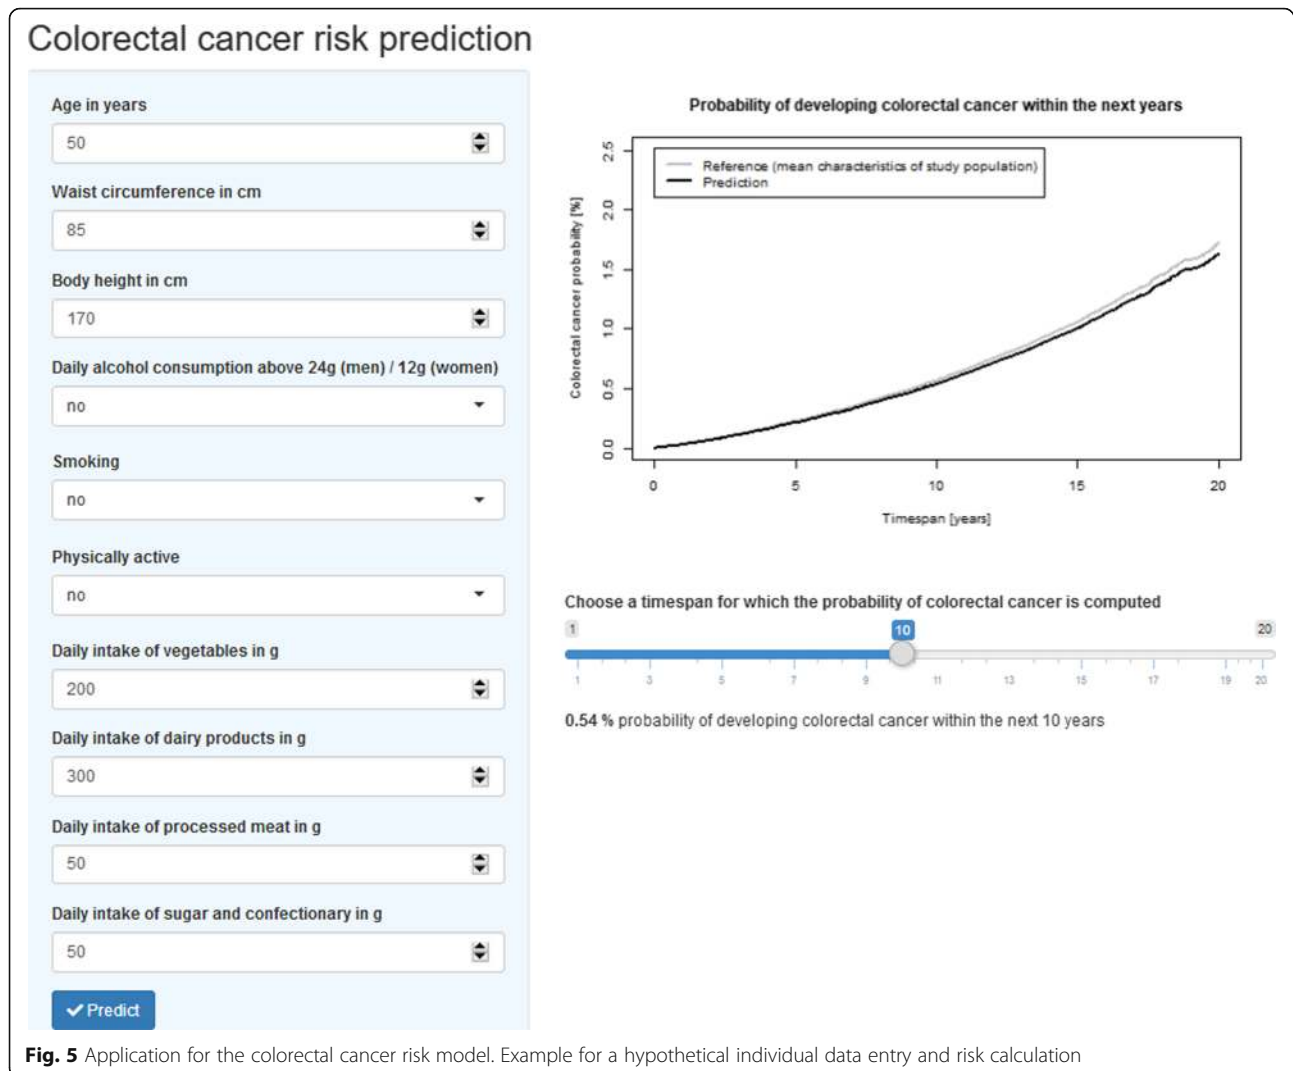 Colorectal cancer risk prediction
Age in years
50
Waist circumference in cm
85
Body height in cm
170
Daily alcohol consumption above 24g (men) / 12g (women)
no
Smoking
no
Physically active
no
Daily intake of vegetables in g
200
Daily intake of dairy products in g
300
Daily intake of processed meat in g
50
Daily intake of sugar and confectionary in g
50
Predict
Probability of developing colorectal cancer within the next years
Colorectal cancer probability [%]
2.5
2.0
1.5
1.0
0.5
0.0
Reference (mean characteristics of study population)
Prediction
0 5 10 15 20
Timespan [years]
Choose a timespan for which the probability of colorectal cancer is computed
1 10 20
1 3 5 7 9 11 13 15 17 19 20
0.54 % probability of developing colorectal cancer within the next 10 years
Fig. 5 Application for the colorectal cancer risk model. Example for a hypothetical individual data entry and risk calculation